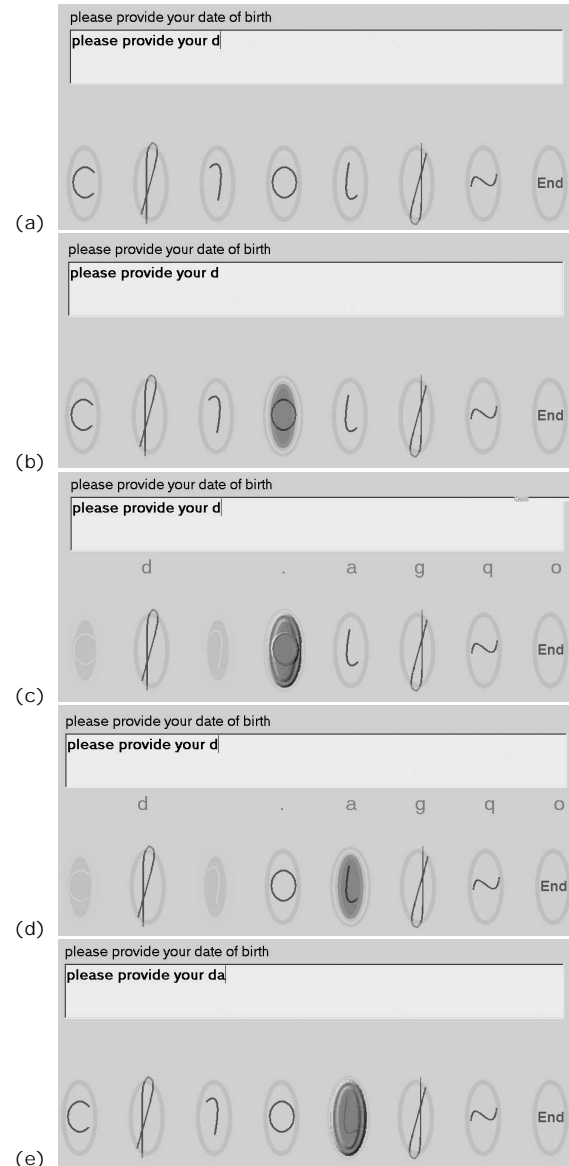 please provide your date of birth
please provide your d
End
(a)
please provide your date of birth
please provide your d
End
(b)
please provide your date of birth
please provide your d
d . a g q o
End
(c)
please provide your date of birth
please provide your d
d . a g q o
End
(d)
please provide your date of birth
please provide your da
End
(e)